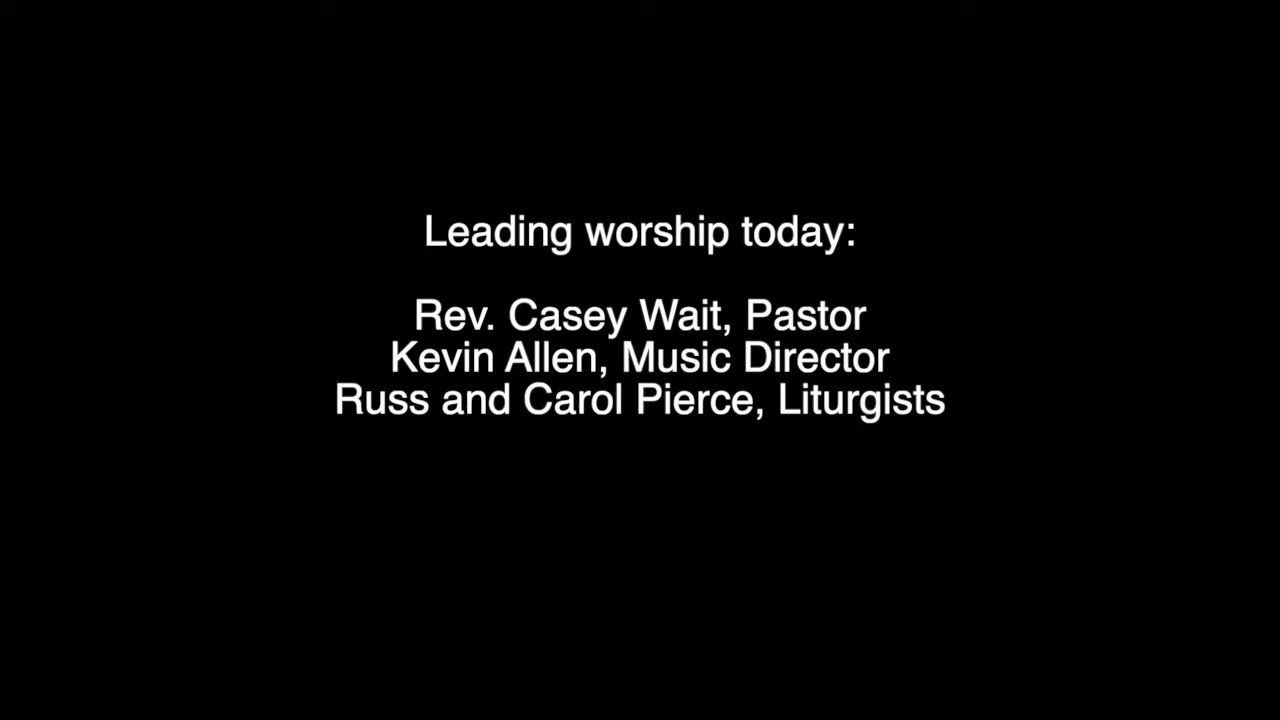 Leading worship today:
Rev. Casey Wait, Pastor
Kevin Allen, Music Director
Russ and Carol Pierce, Liturgists